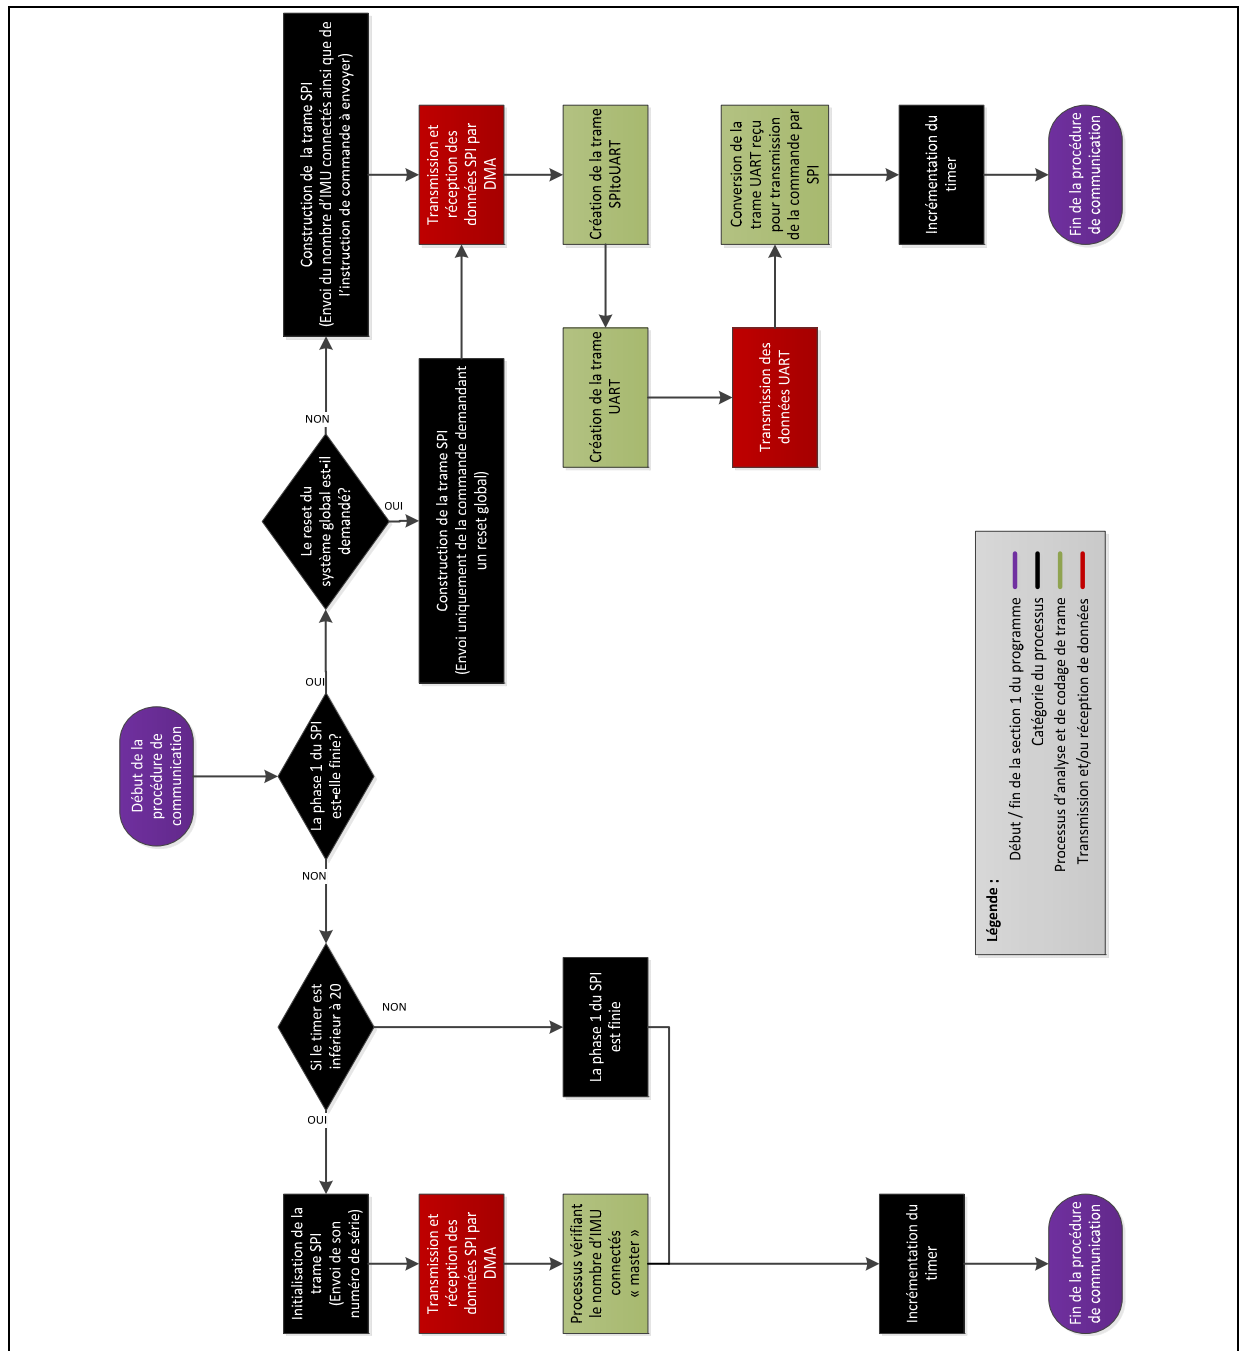 Début de la
procédure de
communication
La phase 1 du SPI
est-elle finie?
NON
OUI
Si le timer est
inférieur à 20
OUI
NON
Initialisation de la
trame SPI
(Envoi de son
numéro de série)
Transmission et
réception des
données SPI par
DMA
Processus vérifiant
le nombre d'IMU
connectés
« master »
La phase 1 du SPI
est finie
Incrémentation du
timer
Fin de la procédure
de communication
Le reset du
système global est-il
demandé?
NON
OUI
Construction de la trame SPI
(Envoi du nombre d'IMU connectés ainsi que de
l'instruction de commande à envoyer)
Construction de la trame SPI
(Envoi uniquement de la commande demandant
un reset global)
Transmission et
réception des
données SPI par
DMA
Création de la trame
SPItoUART
Création de la trame
UART
Transmission des
données UART
Conversion de la
trame UART reçu
pour transmission
de la commande par
SPI
Incrémentation du
timer
Fin de la procédure
de communication
Légende :
Début / fin de la section 1 du programme
Catégorie du processus
Processus d'analyse et de codage de trame
Transmission et/ou réception de données